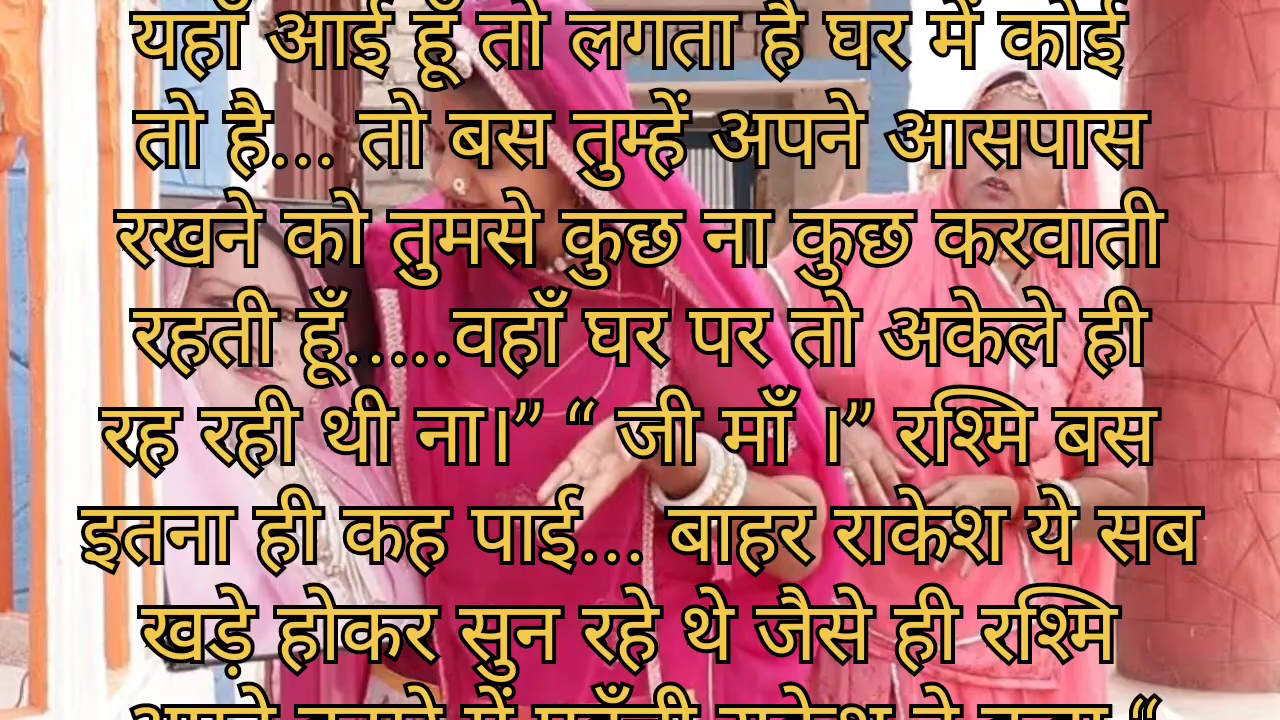 यहाँ आई हूँ तो लगता है घर में कोई
तो है... तो बस तुम्हें अपने आसपास
रखने को तुमसे कुछ ना कुछ करवाती
रहती हूँ.....वहाँ घर पर तो अकेले ही
रह रही थी ना।” “ जी माँ ।” रश्मि बस
इतना ही कह पाई... बाहर राकेश ये सब
खड़े होकर सुन रहे थे जैसे ही रश्मि